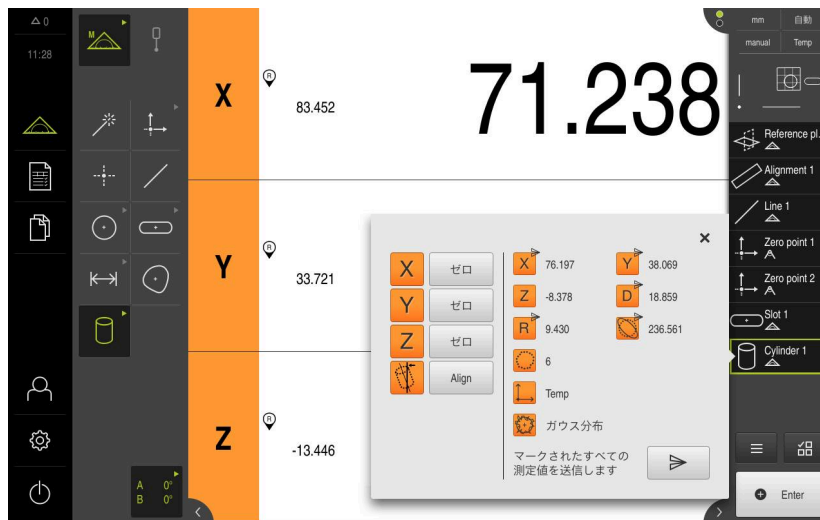 0
11:28
M
X
R
83.452
71.238
Y
R
33.721
Z
R
-13.446
A 0°
B 0°
X ゼロ
Y ゼロ
Z ゼロ
Align
X 76.197
Y 38.069
Z -8.378
D 18.859
R 9.430
236.561
6
Temp
ガウス分布
マークされたすべての
測定値を送信します
mm 自動
manual Temp
Reference pl.
Alignment 1
Line 1
Zero point 1
Zero point 2
Slot 1
Cylinder 1
Enter